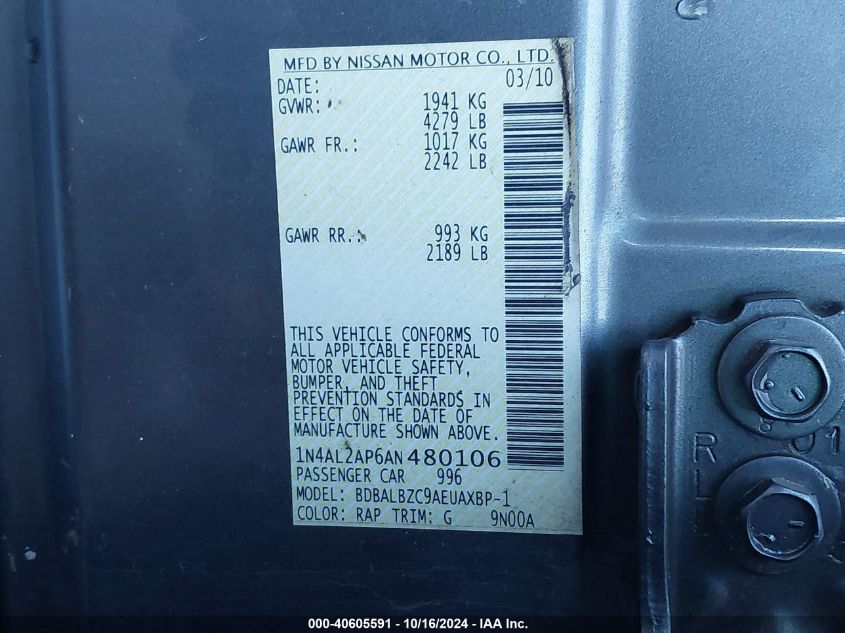 MFD BY NISSAN MOTOR CO., LTD.
DATE: 03/10
GVWR: 1941 KG
4279 LB
GAWR FR.: 1017 KG
2242 LB
GAWR RR.: 993 KG
2189 LB
THIS VEHICLE CONFORMS TO
ALL APPLICABLE FEDERAL
MOTOR VEHICLE SAFETY,
BUMPER, AND THEFT
PREVENTION STANDARDS IN
EFFECT ON THE DATE OF
MANUFACTURE SHOWN ABOVE.
1N4AL2AP6AN480106
PASSENGER CAR 996
MODEL: BDBALBZC9AEUAXBP-1
COLOR: RAP TRIM: G 9N00A
000-40605591 - 10/16/2024 - IAA Inc.